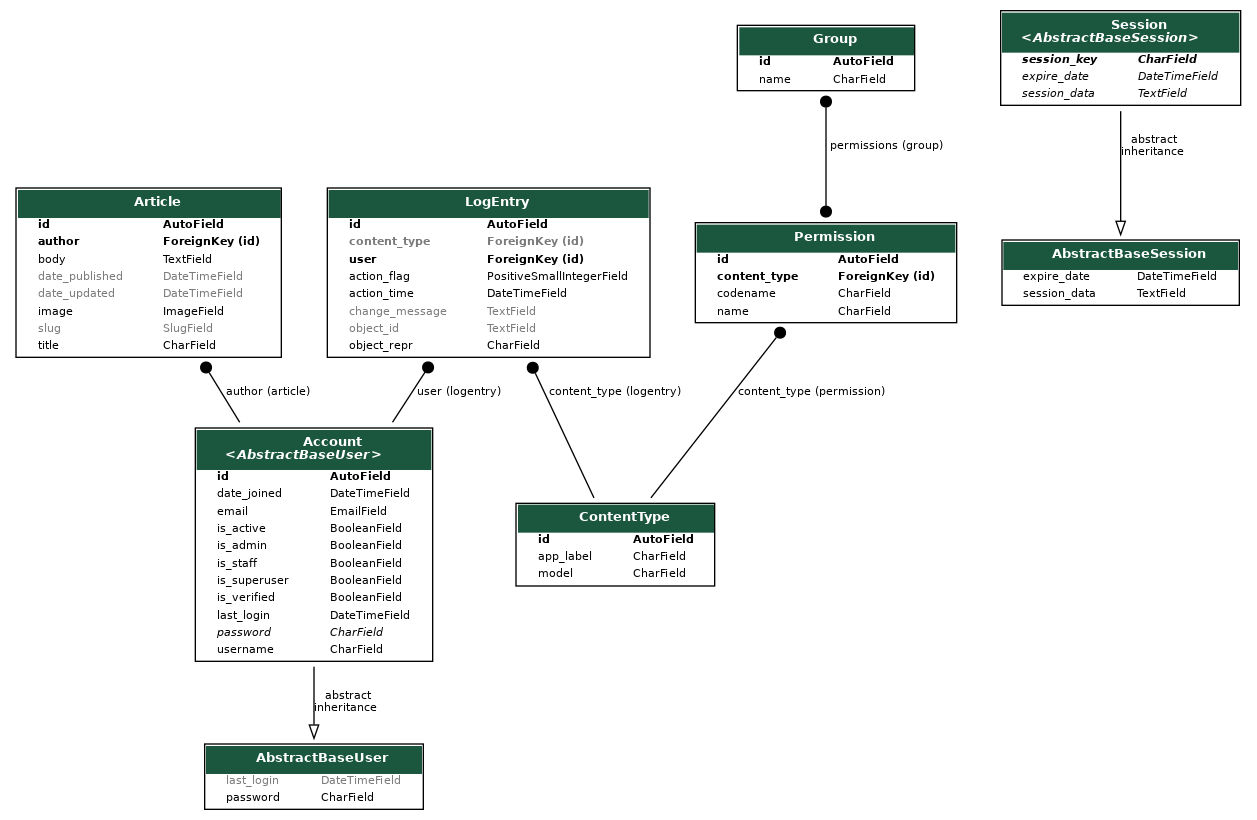 Group
id AutoField
name CharField
permissions (group)
Session
<AbstractBaseSession>
session_key CharField
expire_date DateTimeField
session_data TextField
abstract
inheritance
AbstractBaseSession
expire_date DateTimeField
session_data TextField
Article
id AutoField
author ForeignKey (id)
body TextField
date_published DateTimeField
date_updated DateTimeField
image ImageField
slug SlugField
title CharField
LogEntry
id AutoField
content_type ForeignKey (id)
user ForeignKey (id)
action_flag PositiveSmallIntegerField
action_time DateTimeField
change_message TextField
object_id TextField
object_repr CharField
Permission
id AutoField
content_type ForeignKey (id)
codename CharField
name CharField
author (article)
user (logentry)
content_type (logentry)
content_type (permission)
Account
<AbstractBaseUser>
id AutoField
date_joined DateTimeField
email EmailField
is_active BooleanField
is_admin BooleanField
is_staff BooleanField
is_superuser BooleanField
is_verified BooleanField
last_login DateTimeField
password CharField
username CharField
ContentType
id AutoField
app_label CharField
model CharField
abstract
inheritance
AbstractBaseUser
last_login DateTimeField
password CharField